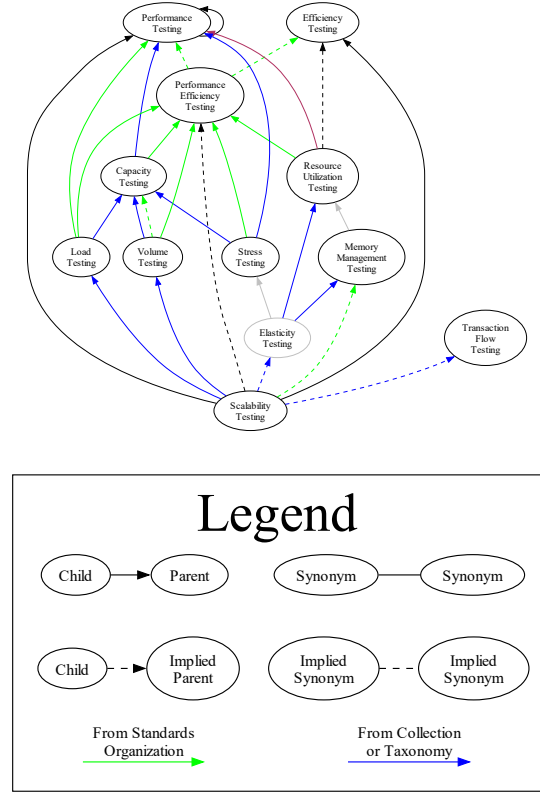 Performance
Testing
Efficiency
Testing
Performance
Efficiency
Testing
Capacity
Testing
Resource
Utilization
Testing
Load
Testing
Volume
Testing
Stress
Testing
Memory
Management
Testing
Elasticity
Testing
Transaction
Flow
Testing
Scalability
Testing
Legend
Child
Parent
Synonym
Synonym
Child
Implied
Parent
Implied
Synonym
Implied
Synonym
From Standards
Organization
From Collection
or Taxonomy